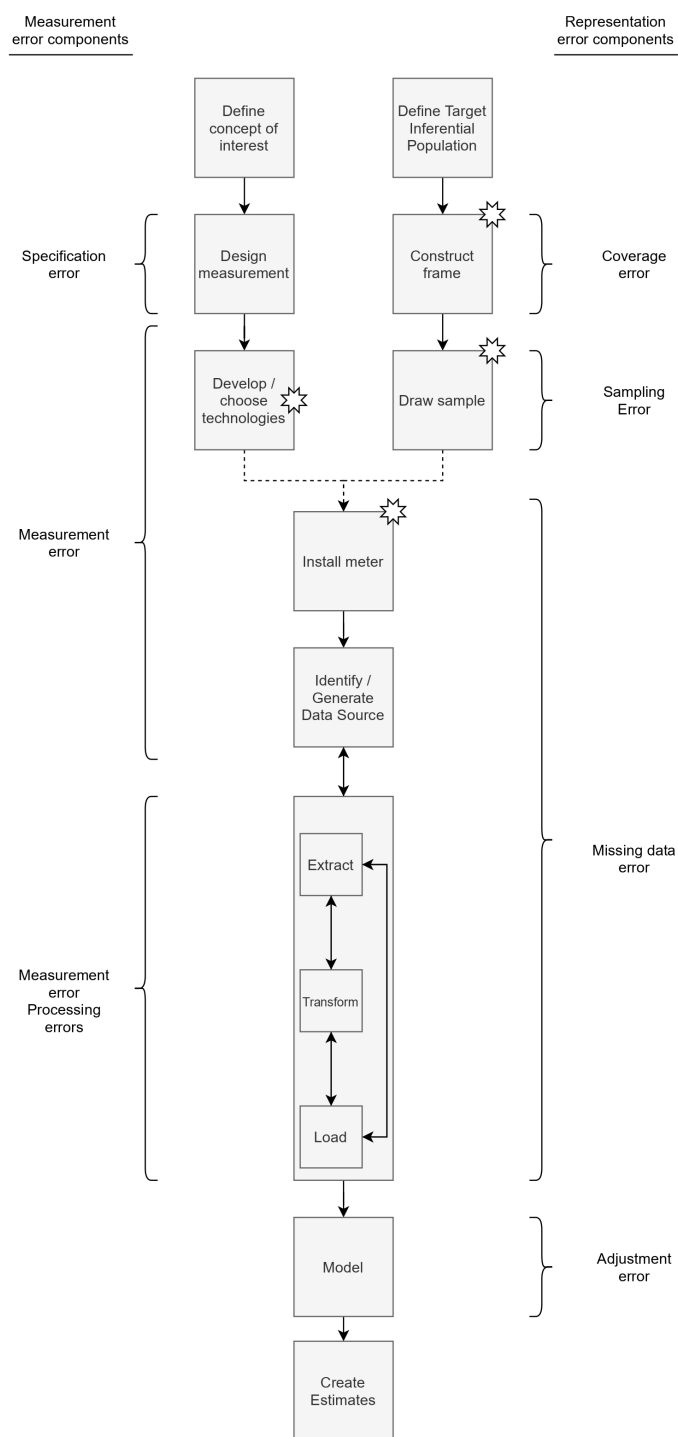 Measurement
error components
Representation
error components
Define
concept of
interest
Define Target
Inferential
Population
Specification
error
Design
measurement
Construct
frame
Coverage
error
Develop /
choose
technologies
Draw sample
Sampling
Error
Measurement
error
Install meter
Identify /
Generate
Data Source
Extract
Missing data
error
Measurement
error
Processing
errors
Transform
Load
Model
Adjustment
error
Create
Estimates